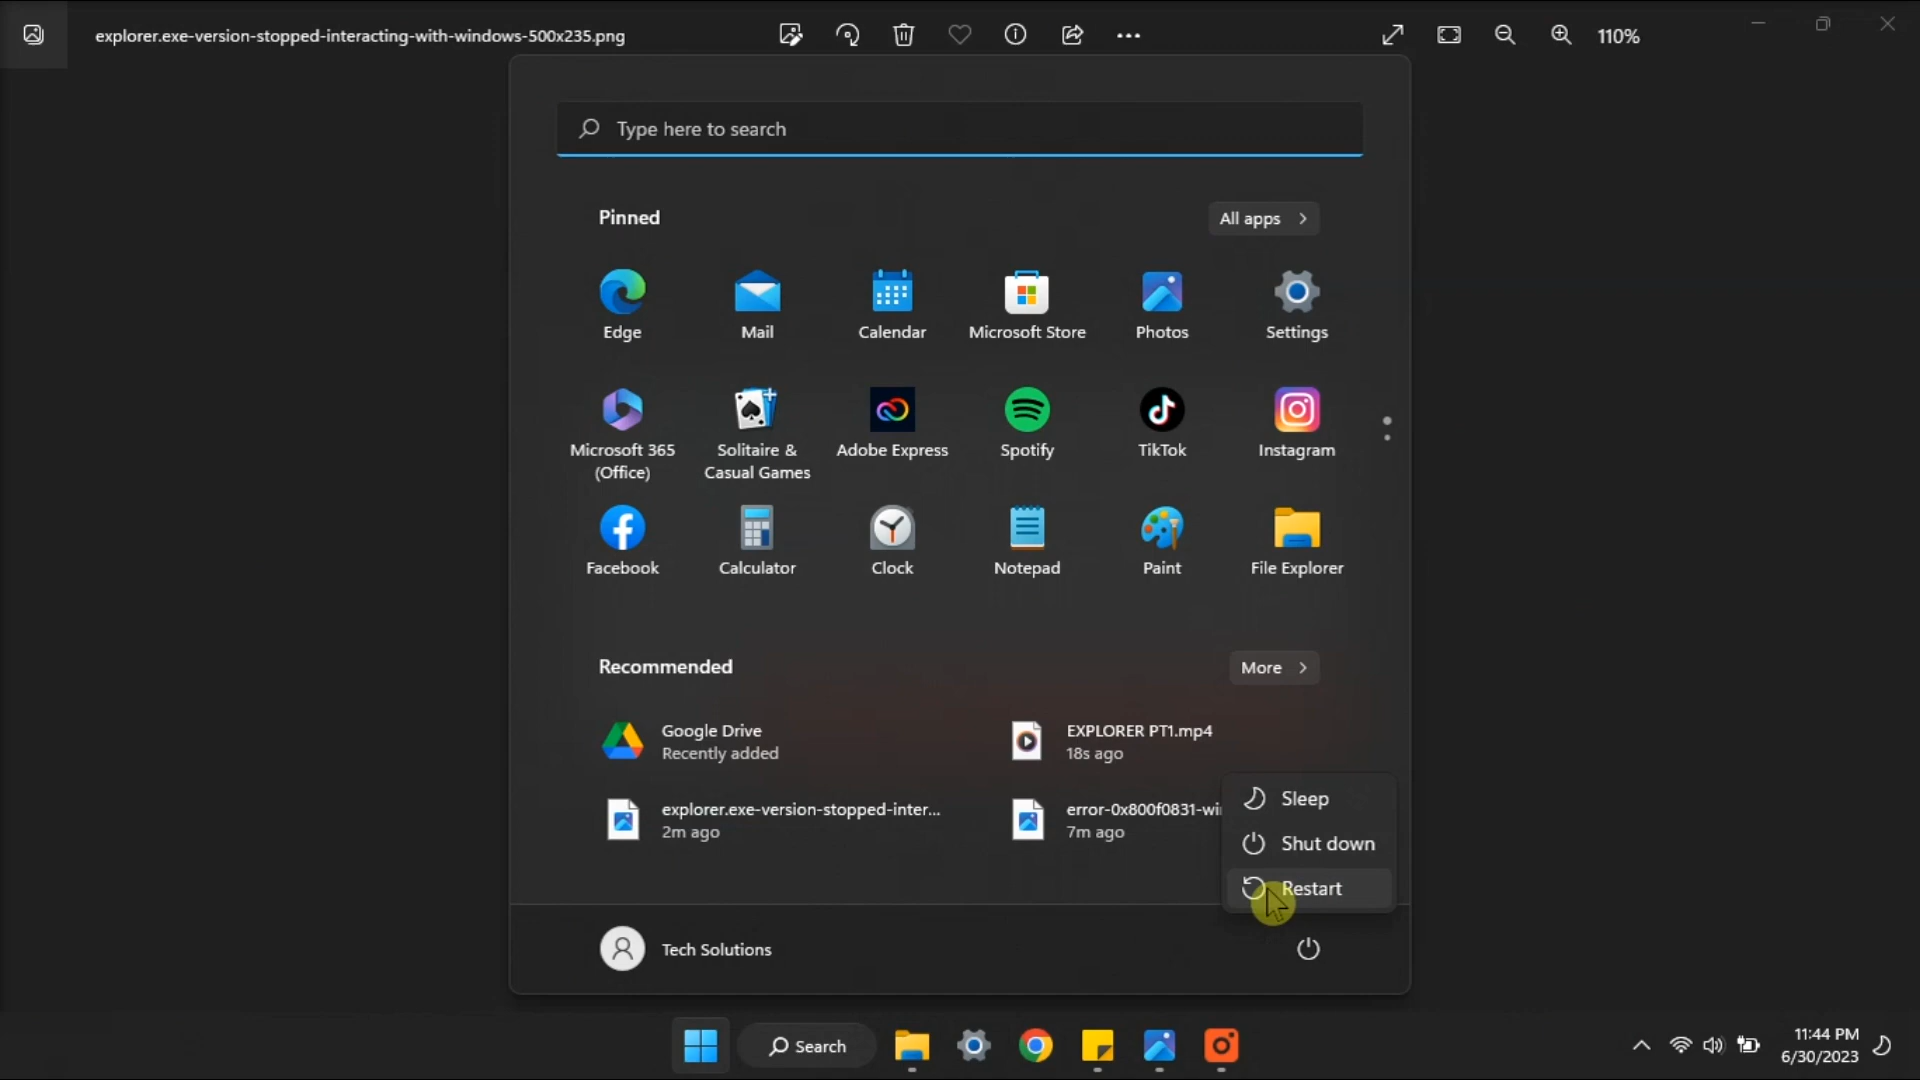 explorer.exe-version-stopped-interacting-with-windows-500x235.png
110%
Type here to search
Pinned
All apps
Edge
Mail
Calendar
Microsoft Store
Photos
Settings
Microsoft 365
(Office)
Solitaire &
Casual Games
Adobe Express
Spotify
TikTok
Instagram
Facebook
Calculator
Clock
Notepad
Paint
File Explorer
Recommended
More
Google Drive
Recently added
EXPLORER PT1.mp4
18s ago
explorer.exe-version-stopped-inter...
2m ago
error-0x800f0831-wi
7m ago
Sleep
Shut down
Restart
Tech Solutions
Search
11:44 PM
6/30/2023